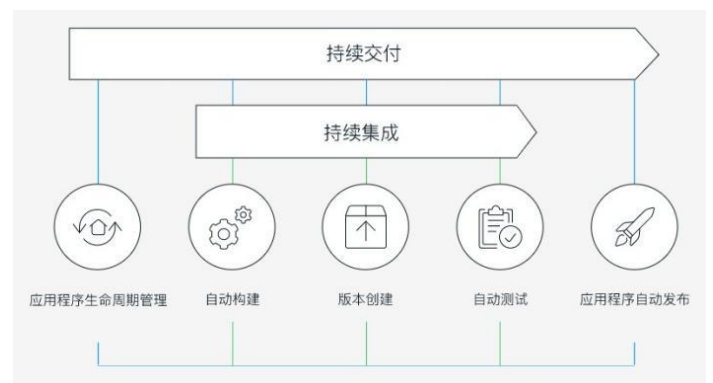 持续交付
持续集成
应用程序生命周期管理
自动构建
版本创建
自动测试
应用程序自动发布